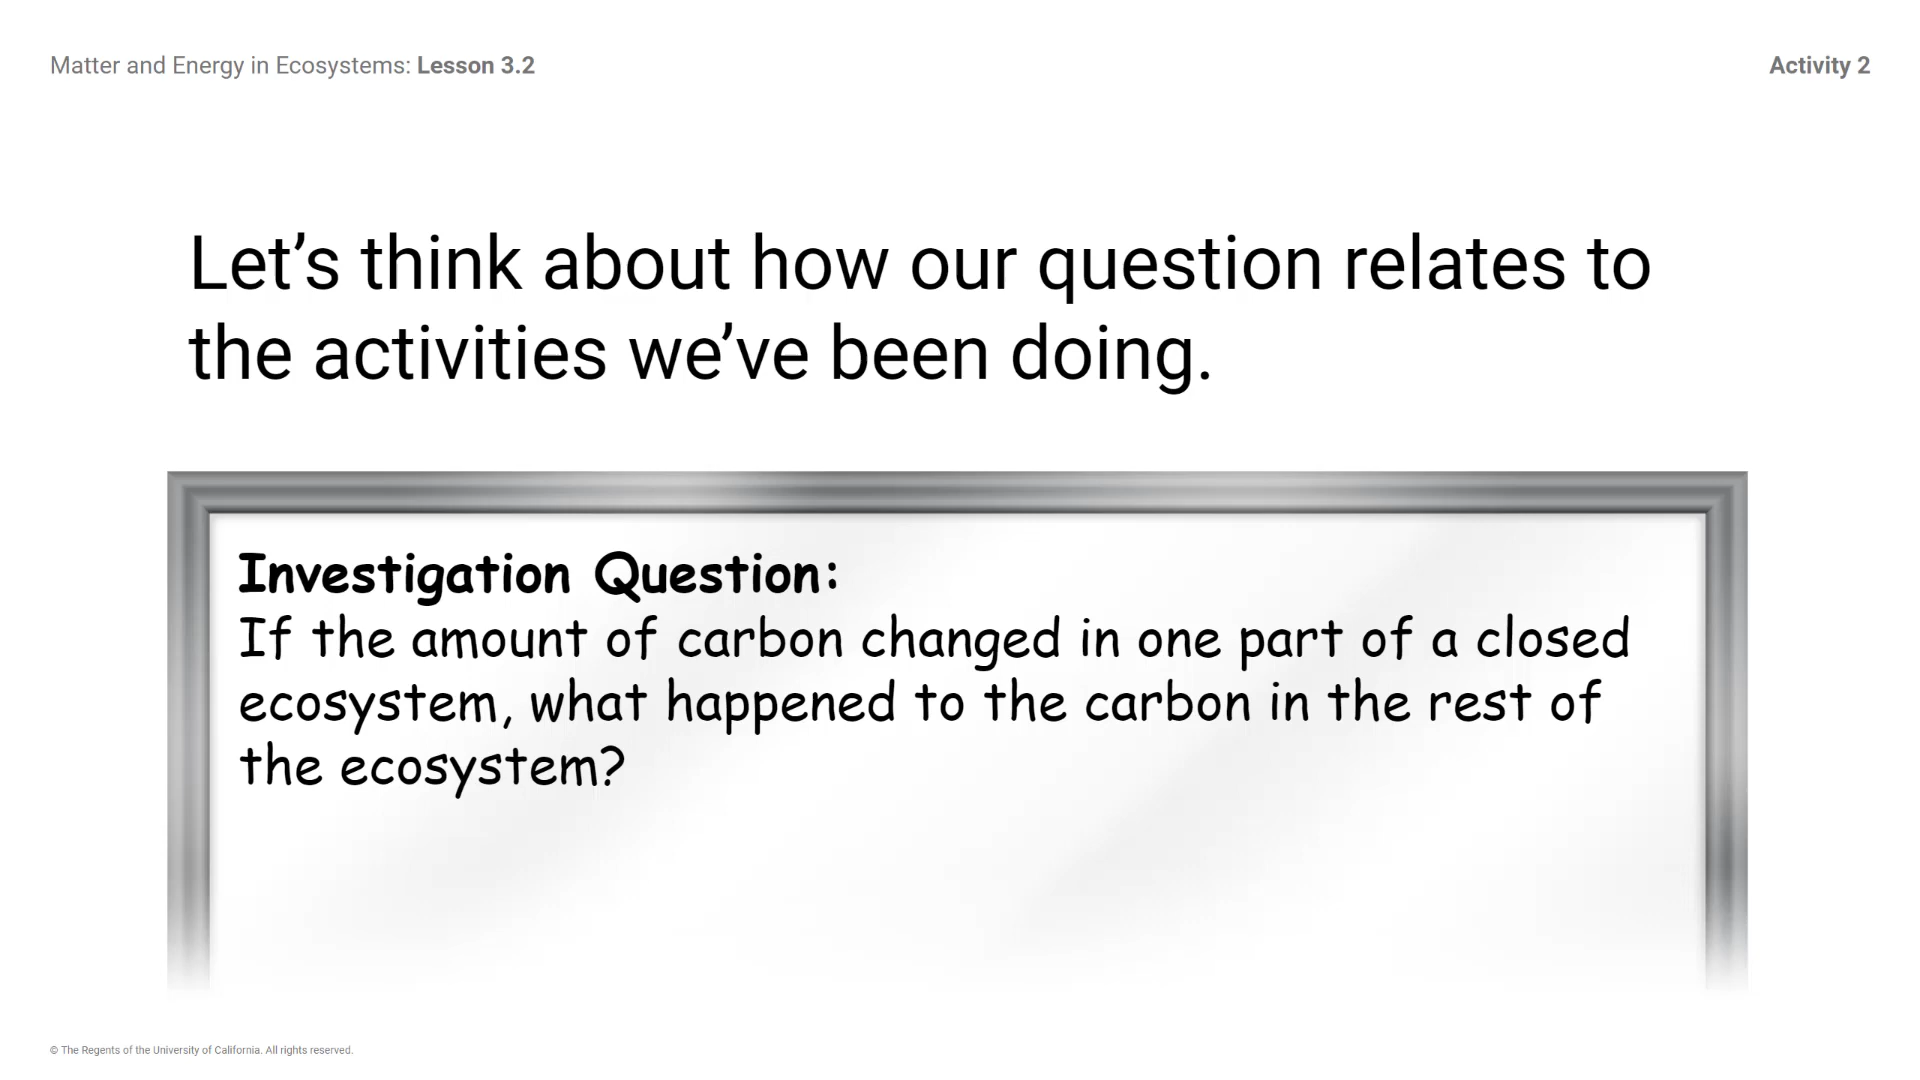 Matter and Energy in Ecosystems: Lesson 3.2
Activity 2
Let’s think about how our question relates to
the activities we’ve been doing.
Investigation Question:
If the amount of carbon changed in one part of a closed
ecosystem, what happened to the carbon in the rest of
the ecosystem?
© The Regents of the University of California. All rights reserved.